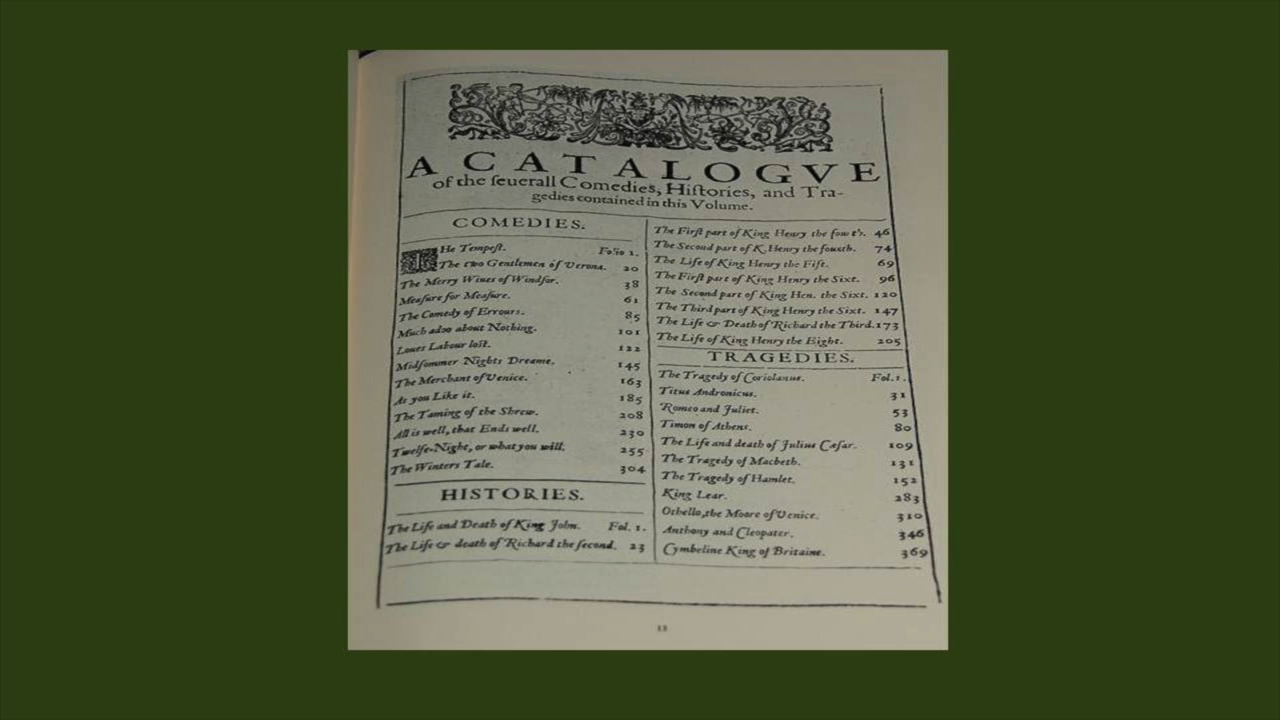 A CATALOGVE
of the ſeuerall Comedies, Hiſtories, and Tra-
gedies contained in this Volume.
COMEDIES.
THe Tempeſt. Folio 1.
The two Gentlemen of Verona. 20
The Merry Wiues of Windſor. 38
Meaſure for Meaſure. 61
The Comedy of Errours. 85
Much adoo about Nothing. 101
Loues Labour loſt. 122
Midſommer Nights Dreame. 145
The Merchant of Venice. 163
As you Like it. 185
The Taming of the Shrew. 208
All is well, that Ends well. 230
Twelfe-Night, or what you will. 255
The Winters Tale. 304
HISTORIES.
The Life and Death of King John. Fol. 1.
The Life & death of Richard the ſecond. 23
The Firſt part of King Henry the fourth. 46
The Second part of K. Henry the fourth. 74
The Life of King Henry the Fift. 69
The Firſt part of King Henry the Sixt. 96
The Second part of King Hen. the Sixt. 120
The Third part of King Henry the Sixt. 147
The Life & Death of Richard the Third. 173
The Life of King Henry the Eight. 205
TRAGEDIES.
The Tragedy of Coriolanus. Fol. 1.
Titus Andronicus. 31
Romeo and Juliet. 53
Timon of Athens. 80
The Life and death of Julius Cæſar. 109
The Tragedy of Macbeth. 131
The Tragedy of Hamlet. 152
King Lear. 283
Othello, the Moore of Venice. 310
Anthony and Cleopater. 346
Cymbeline King of Britaine. 369